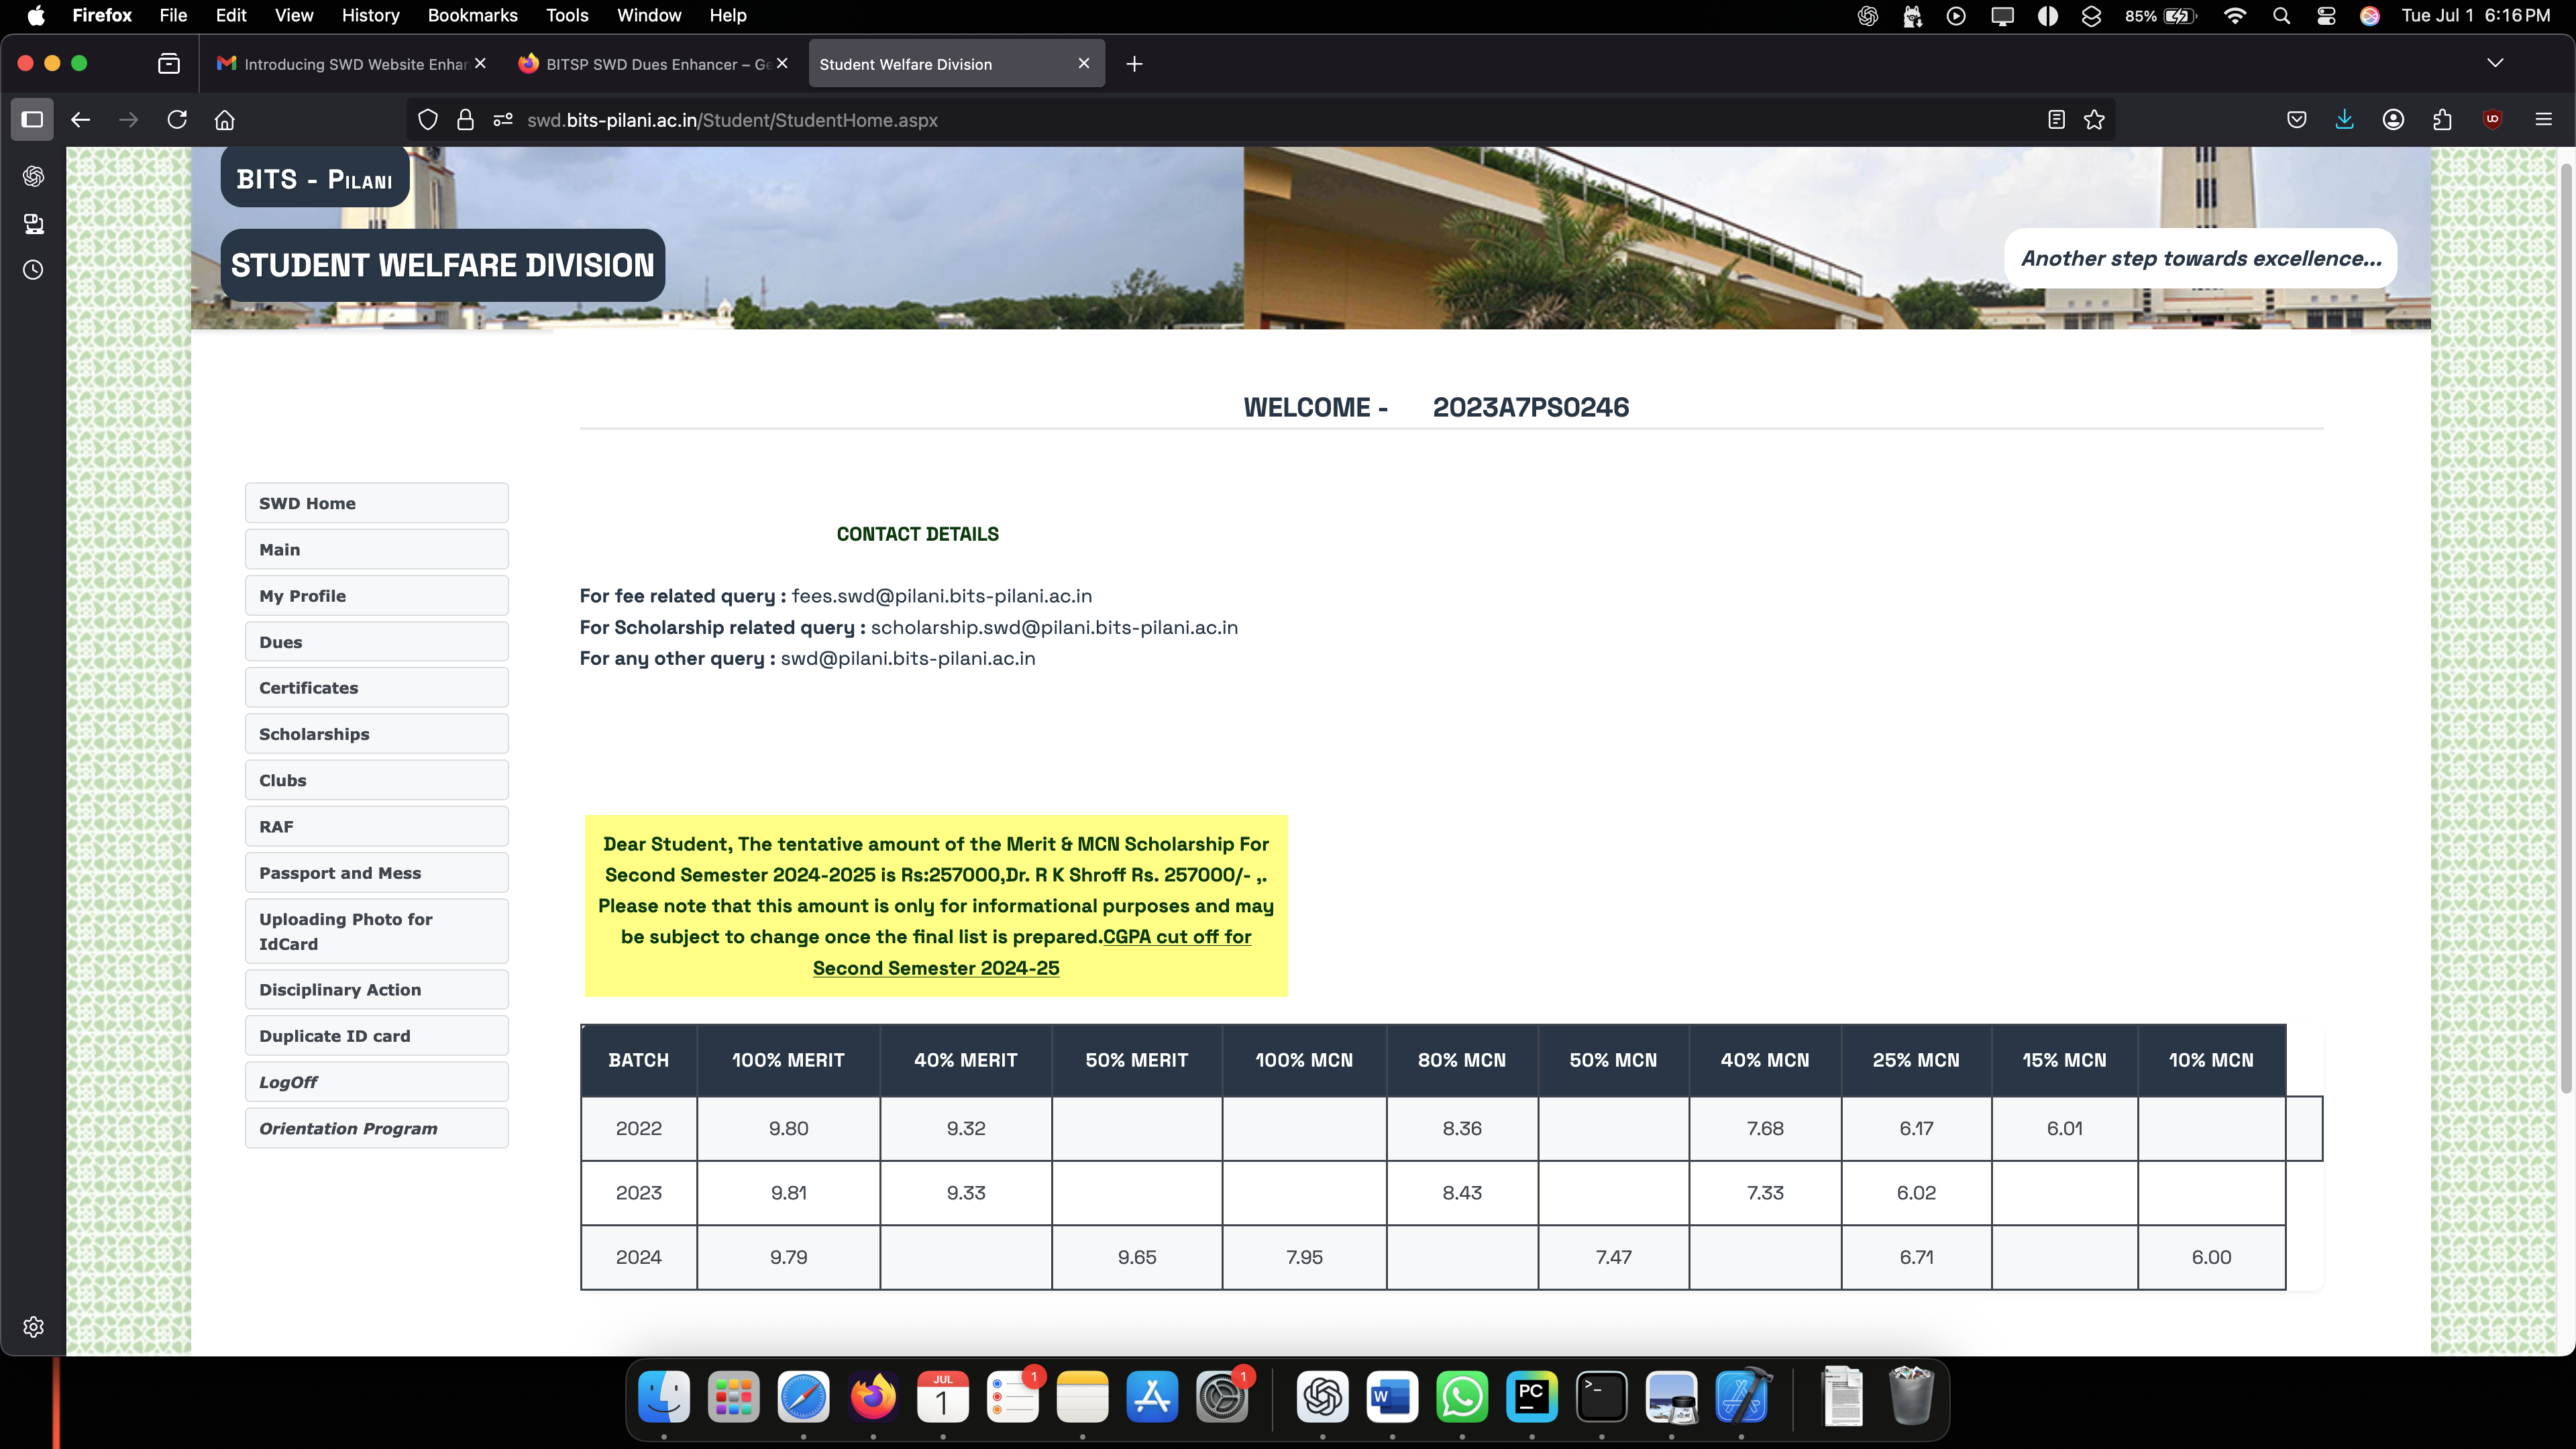 Firefox File Edit View History Bookmarks Tools Window Help 85% Tue Jul 1 6:16 PM
Introducing SWD Website Enhan
BITSP SWD Dues Enhancer – Ge
Student Welfare Division
swd.bits-pilani.ac.in/Student/StudentHome.aspx
BITS - PILANI
STUDENT WELFARE DIVISION
Another step towards excellence...
WELCOME - 2023A7PS0246
SWD Home
Main
My Profile
Dues
Certificates
Scholarships
Clubs
RAF
Passport and Mess
Uploading Photo for
IdCard
Disciplinary Action
Duplicate ID card
LogOff
Orientation Program
CONTACT DETAILS
For fee related query : fees.swd@pilani.bits-pilani.ac.in
For Scholarship related query : scholarship.swd@pilani.bits-pilani.ac.in
For any other query : swd@pilani.bits-pilani.ac.in
Dear Student, The tentative amount of the Merit & MCN Scholarship For
Second Semester 2024-2025 is Rs:257000,Dr. R K Shroff Rs. 257000/- ,.
Please note that this amount is only for informational purposes and may
be subject to change once the final list is prepared.CGPA cut off for
Second Semester 2024-25
BATCH 100% MERIT 40% MERIT 50% MERIT 100% MCN 80% MCN 50% MCN 40% MCN 25% MCN 15% MCN 10% MCN
2022 9.80 9.32 8.36 7.68 6.17 6.01
2023 9.81 9.33 8.43 7.33 6.02
2024 9.79 9.65 7.95 7.47 6.71 6.00
JUL
1
1
1
W
PC
>_